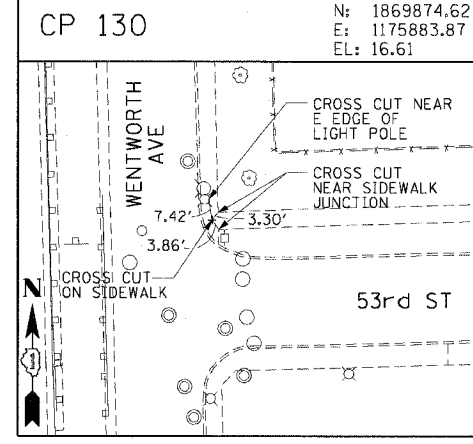 CP 130
N: 1869874.62
E: 1175883.87
EL: 16.61
WENTWORTH
AVE
CROSS CUT NEAR
E EDGE OF
LIGHT POLE
CROSS CUT
NEAR SIDEWALK
JUNCTION
7.42'
3.30'
3.86'
CROSS CUT
ON SIDEWALK
N
53rd ST